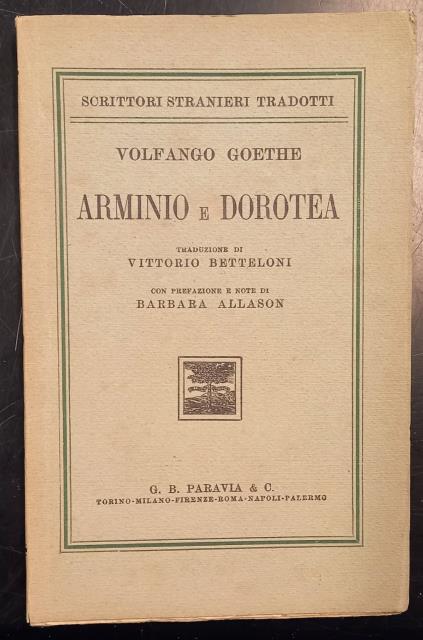 SCRITTORI STRANIERI TRADOTTI
VOLFANGO GOETHE
ARMINIO E DOROTEA
TRADUZIONE DI
VITTORIO BETTELONI
CON PREFAZIONE E NOTE DI
BARBARA ALLASON
G. B. PARAVIA & C.
TORINO-MILANO-FIRENZE-ROMA-NAPOLI-PALERMO